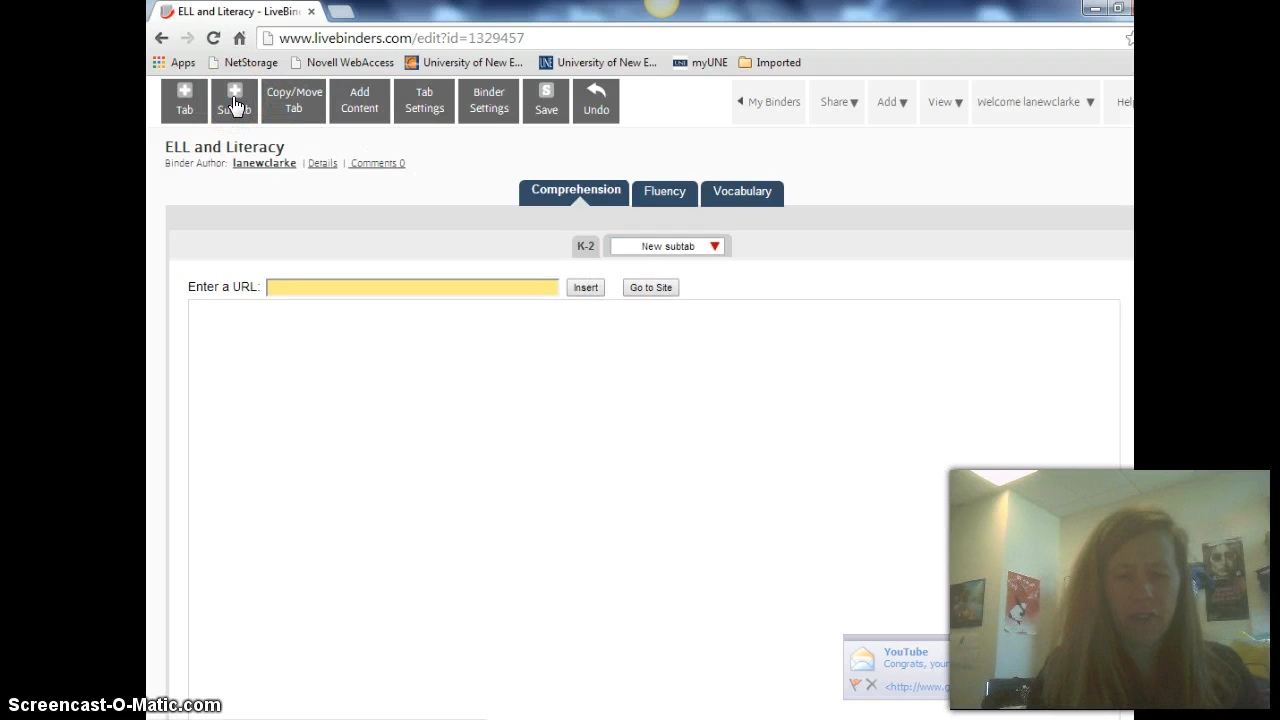 ELL and Literacy - LiveBin
www.livebinders.com/edit?id=1329457
Apps NetStorage Novell WebAccess University of New E... University of New E... myUNE Imported
Tab
Copy/Move Tab
Add Content
Tab Settings
Binder Settings
Save
Undo
My Binders Share Add View Welcome lanewclarke Help
ELL and Literacy
Binder Author: lanewclarke | Details | Comments 0
Comprehension Fluency Vocabulary
K-2 New subtab
Enter a URL: Insert Go to Site
YouTube
Congrats, your
<http://www.g
Screencast-O-Matic.com